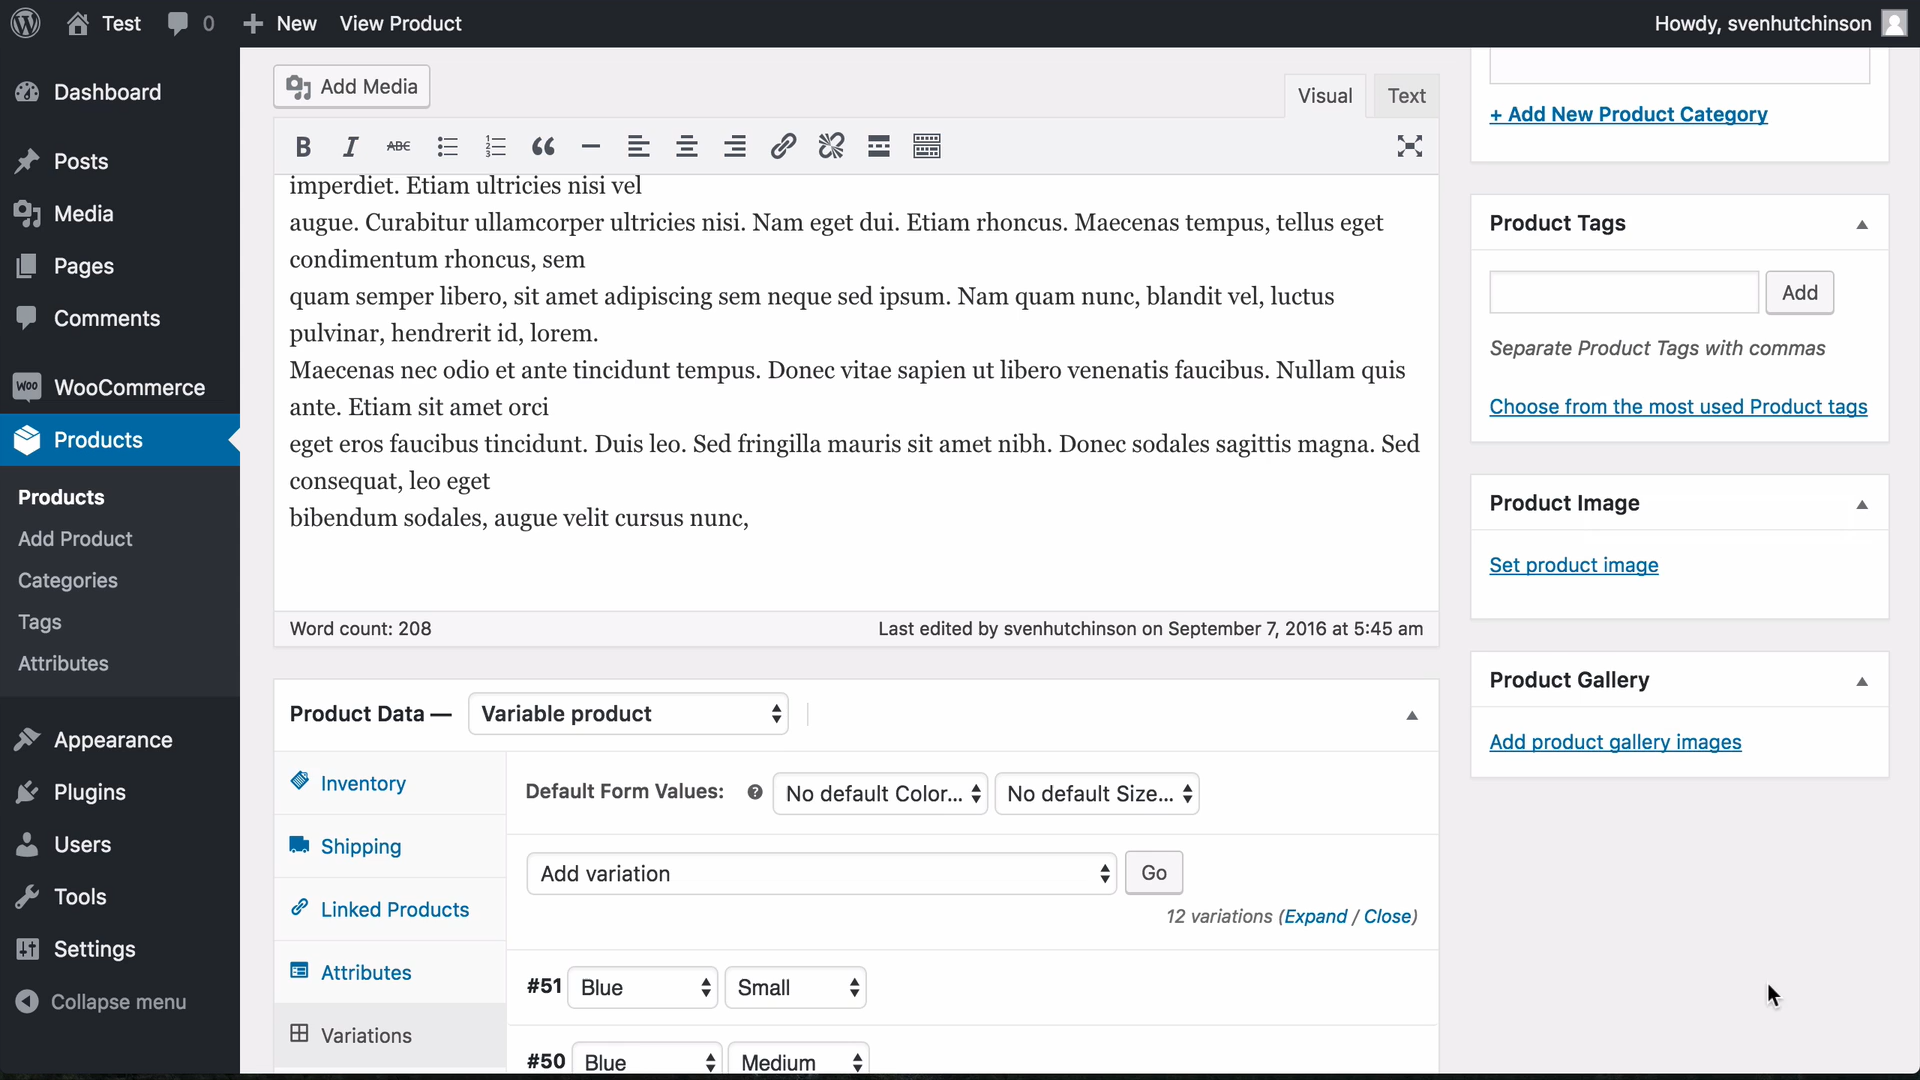 Test 0 New View Product Howdy, svenhutchinson
Dashboard
Posts
Media
Pages
Comments
Woo WooCommerce
Products
Products
Add Product
Categories
Tags
Attributes
Appearance
Plugins
Users
Tools
Settings
Collapse menu
Add Media
Visual Text
B I ABC
imperdiet. Etiam ultricies nisi vel
augue. Curabitur ullamcorper ultricies nisi. Nam eget dui. Etiam rhoncus. Maecenas tempus, tellus eget
condimentum rhoncus, sem
quam semper libero, sit amet adipiscing sem neque sed ipsum. Nam quam nunc, blandit vel, luctus
pulvinar, hendrerit id, lorem.
Maecenas nec odio et ante tincidunt tempus. Donec vitae sapien ut libero venenatis faucibus. Nullam quis
ante. Etiam sit amet orci
eget eros faucibus tincidunt. Duis leo. Sed fringilla mauris sit amet nibh. Donec sodales sagittis magna. Sed
consequat, leo eget
bibendum sodales, augue velit cursus nunc,
Word count: 208 Last edited by svenhutchinson on September 7, 2016 at 5:45 am
Product Data — Variable product
Inventory
Shipping
Linked Products
Attributes
Variations
Default Form Values: ? No default Color... No default Size...
Add variation Go
12 variations (Expand / Close)
#51 Blue Small
#50 Blue Medium
+ Add New Product Category
Product Tags
Add
Separate Product Tags with commas
Choose from the most used Product tags
Product Image
Set product image
Product Gallery
Add product gallery images